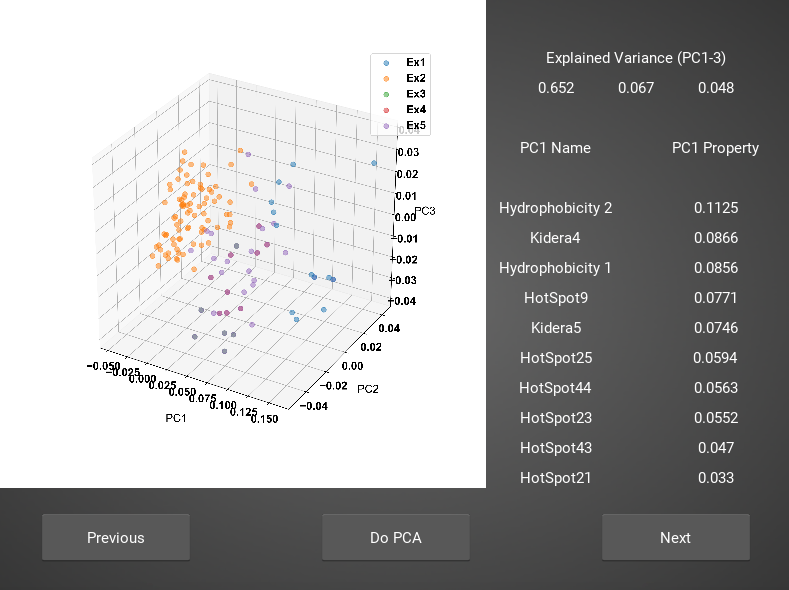 Ex1
Ex2
Ex3
Ex4
Ex5
0.04
0.03
0.02
0.01
0.00
−0.01
−0.02
−0.03
−0.04
PC3
0.04
0.02
0.00
−0.02
−0.04
PC2
−0.050
−0.025
0.000
0.025
0.050
0.075
0.100
0.125
0.150
PC1
Explained Variance (PC1-3)
0.652 0.067 0.048
PC1 Name PC1 Property
Hydrophobicity 2 0.1125
Kidera4 0.0866
Hydrophobicity 1 0.0856
HotSpot9 0.0771
Kidera5 0.0746
HotSpot25 0.0594
HotSpot44 0.0563
HotSpot23 0.0552
HotSpot43 0.047
HotSpot21 0.033
Previous Do PCA Next